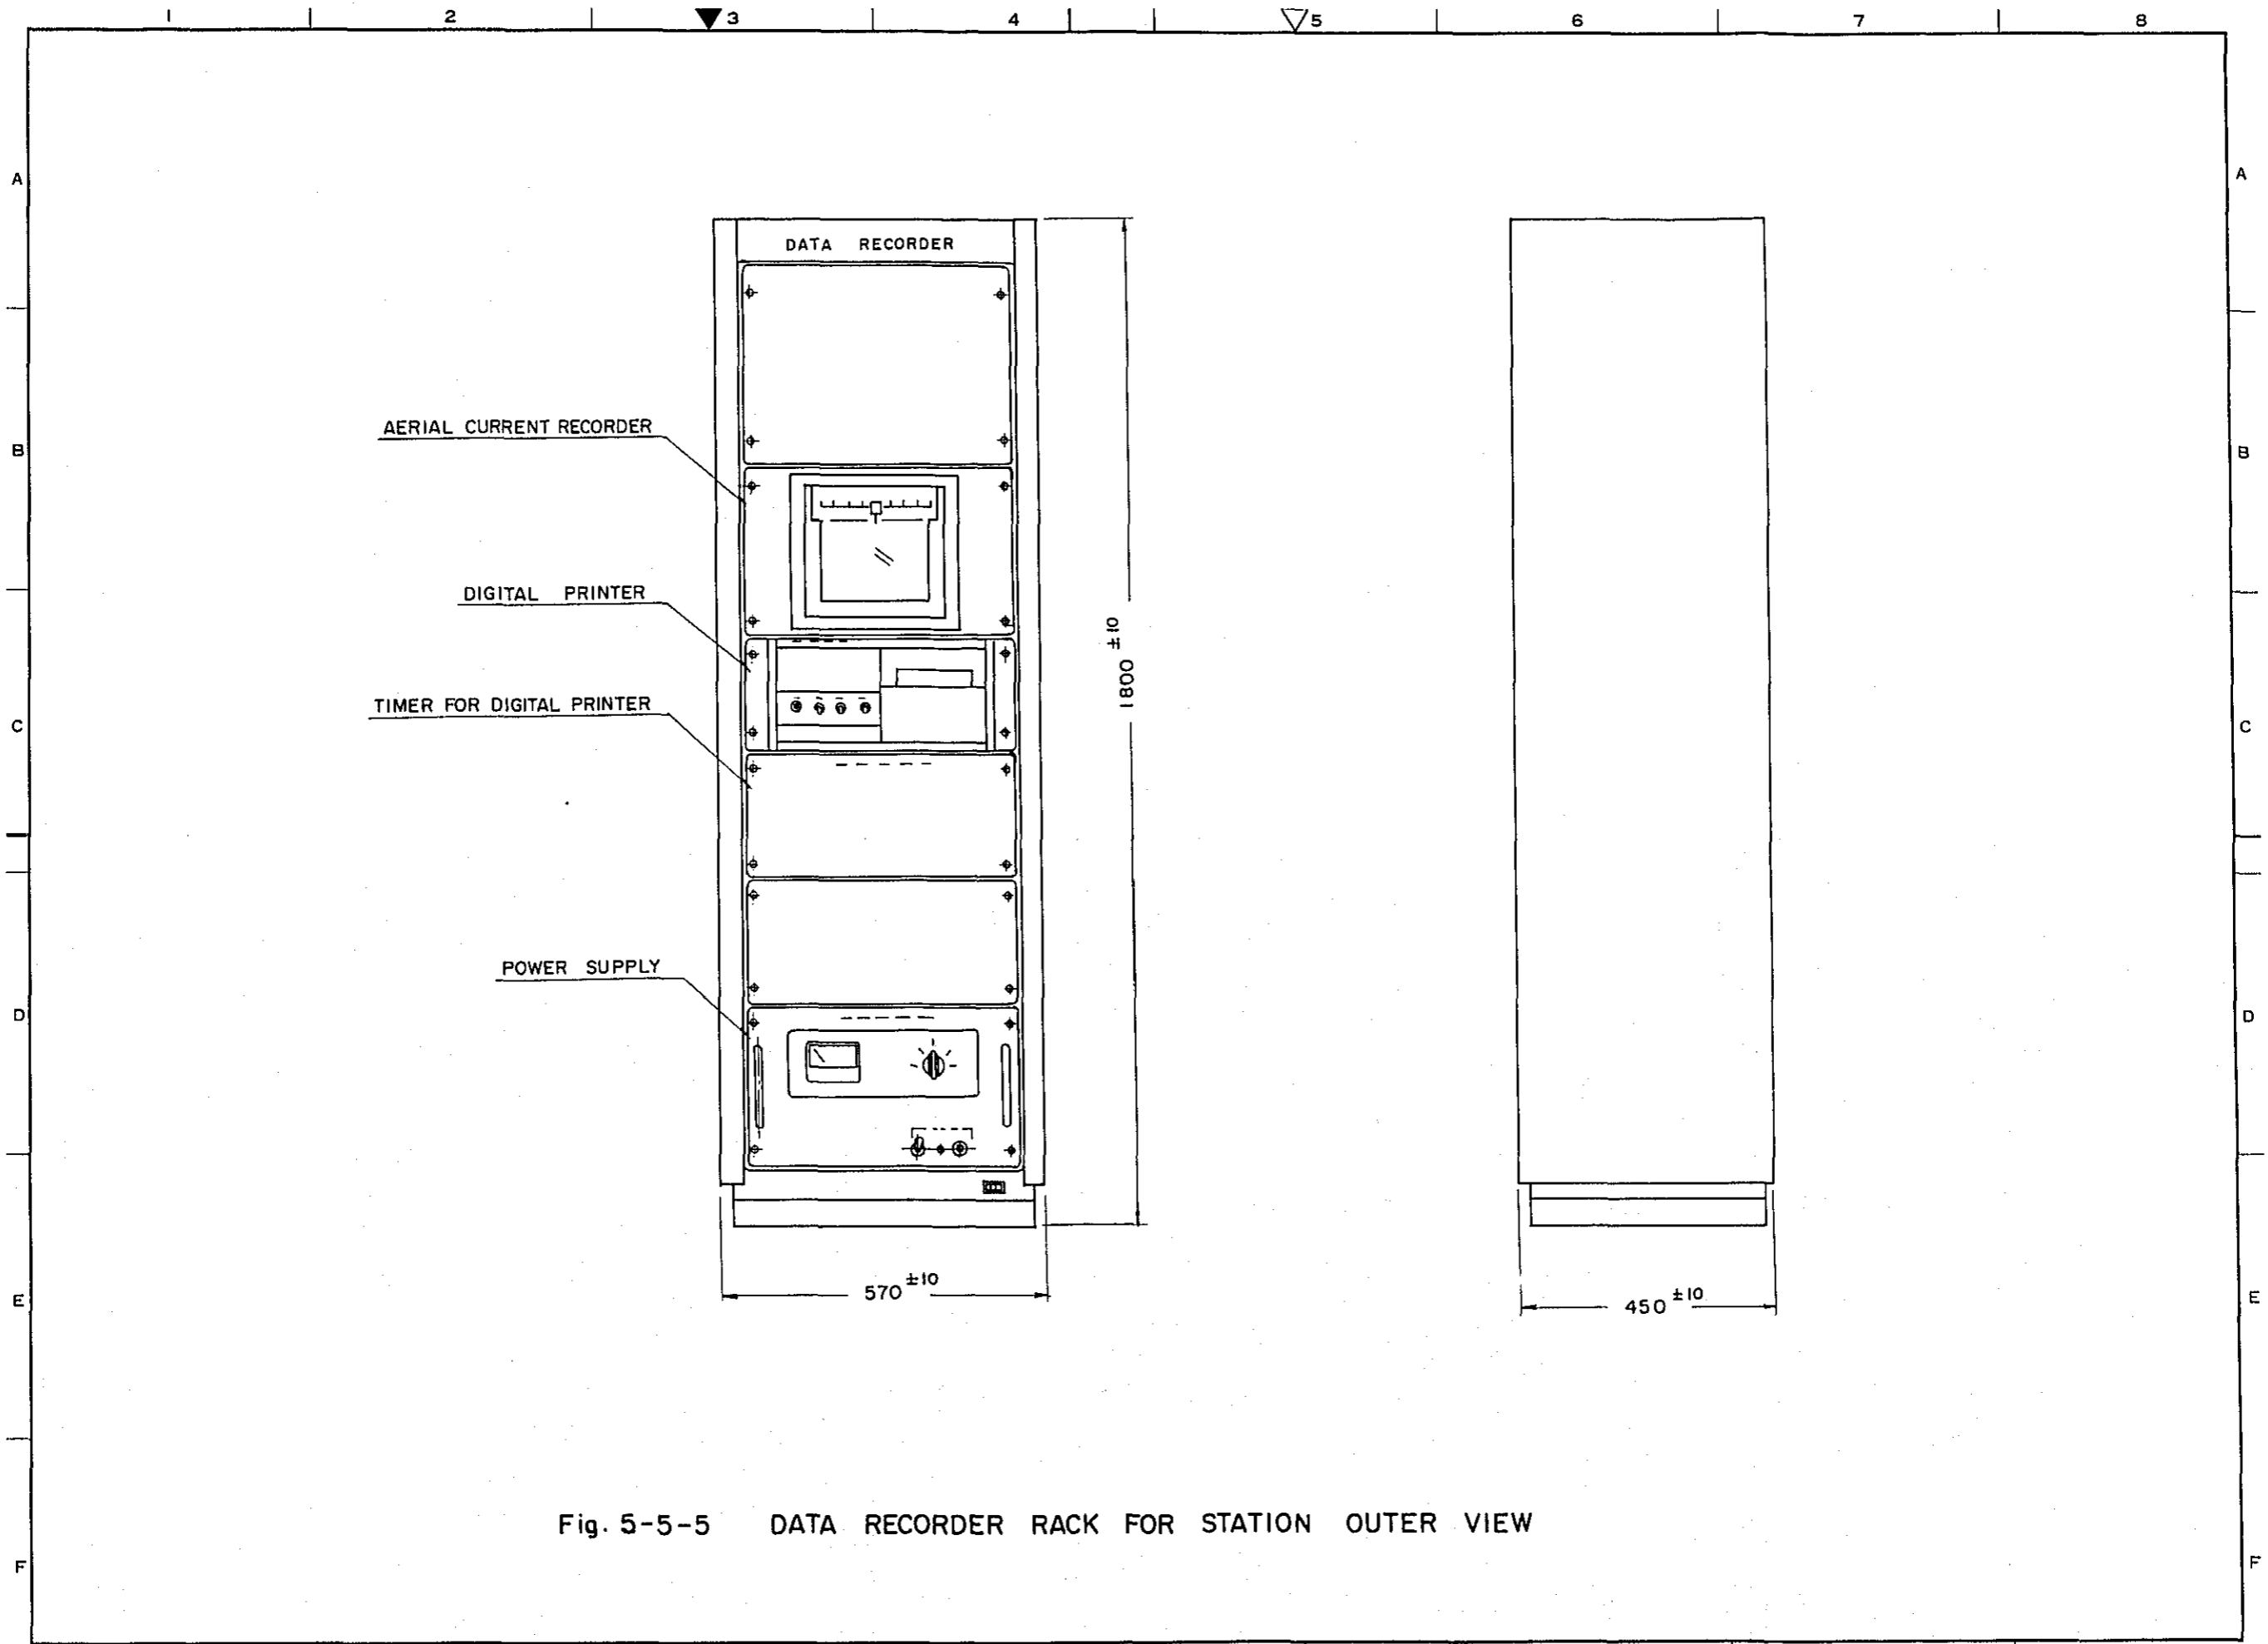 1 2 3 4 5 6 7 8
A A
DATA RECORDER
AERIAL CURRENT RECORDER
B B
DIGITAL PRINTER
1800 ±10
TIMER FOR DIGITAL PRINTER
C C
POWER SUPPLY
D D
570 ±10
450 ±10
E E
Fig. 5-5-5 DATA RECORDER RACK FOR STATION OUTER VIEW
F F